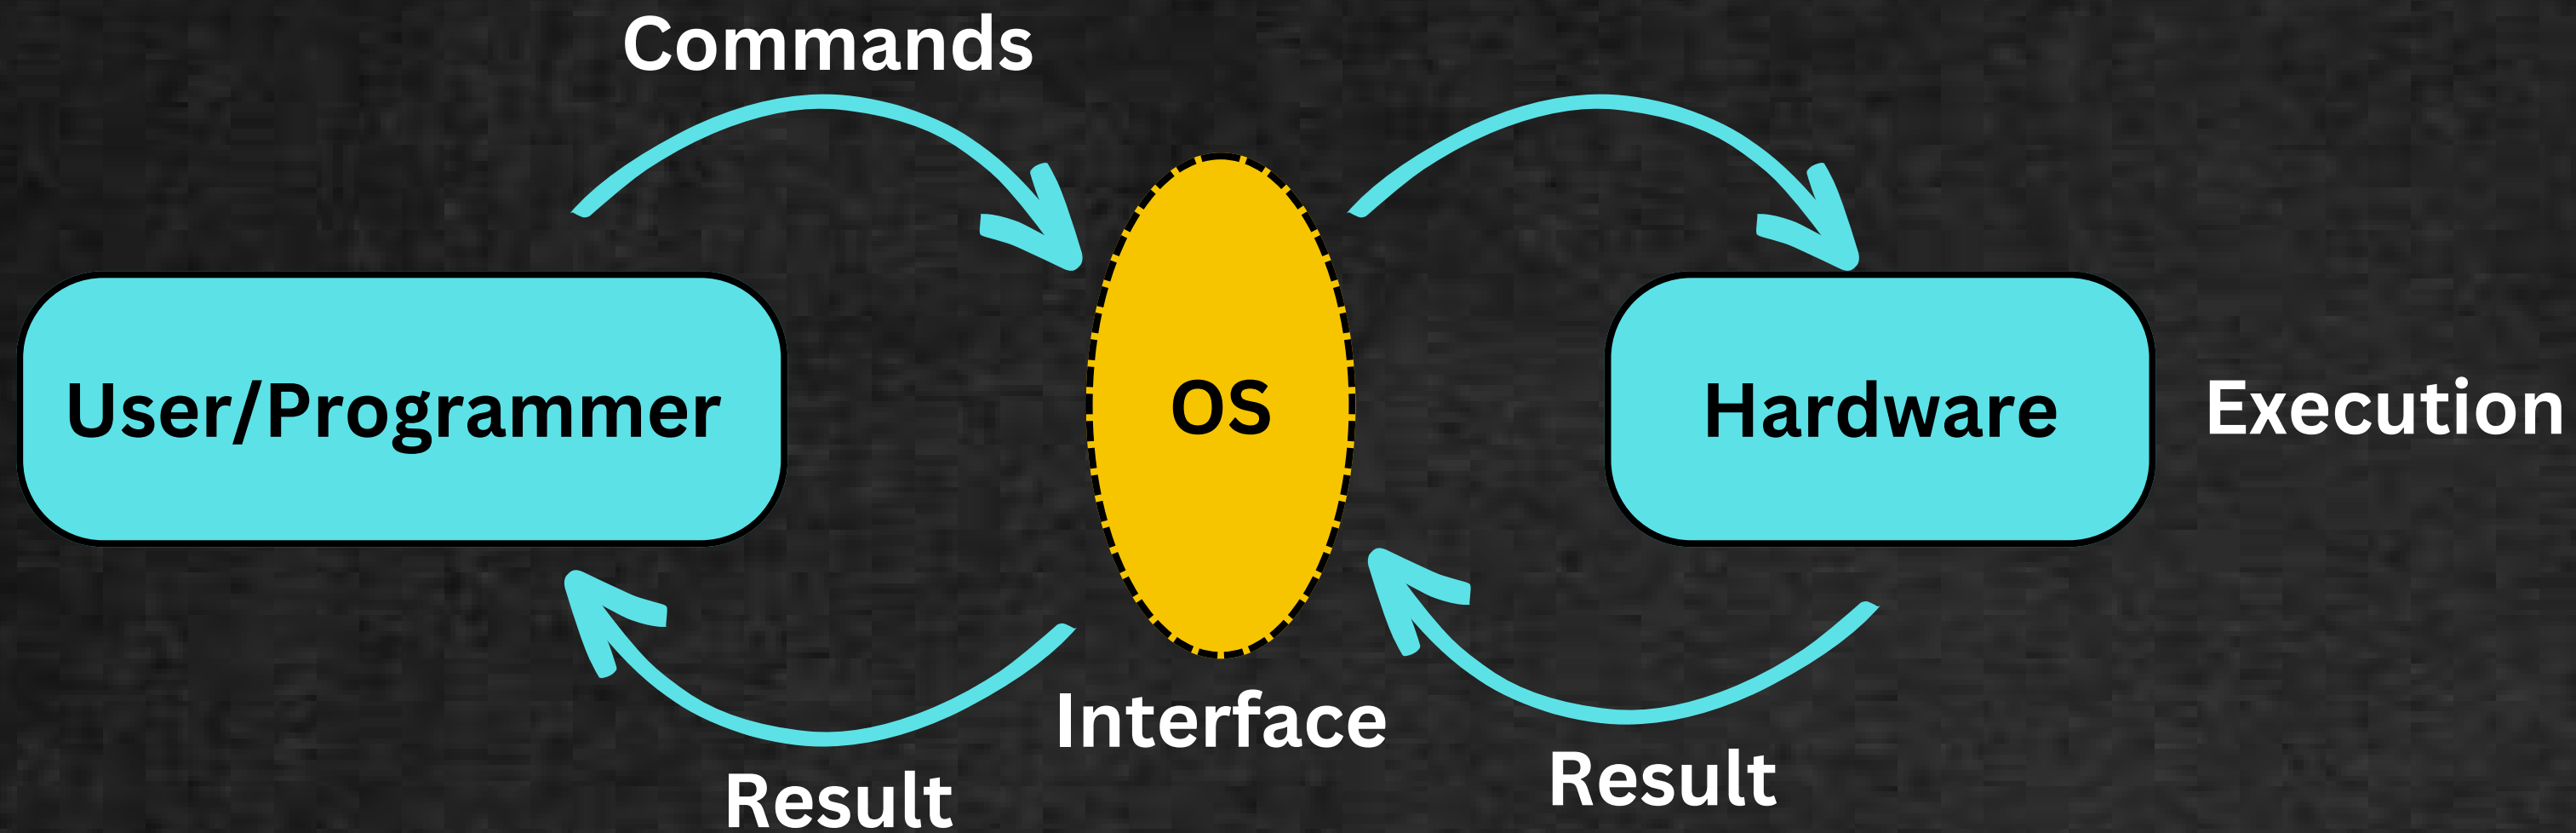 Commands
User/Programmer
OS
Hardware
Execution
Interface
Result
Result